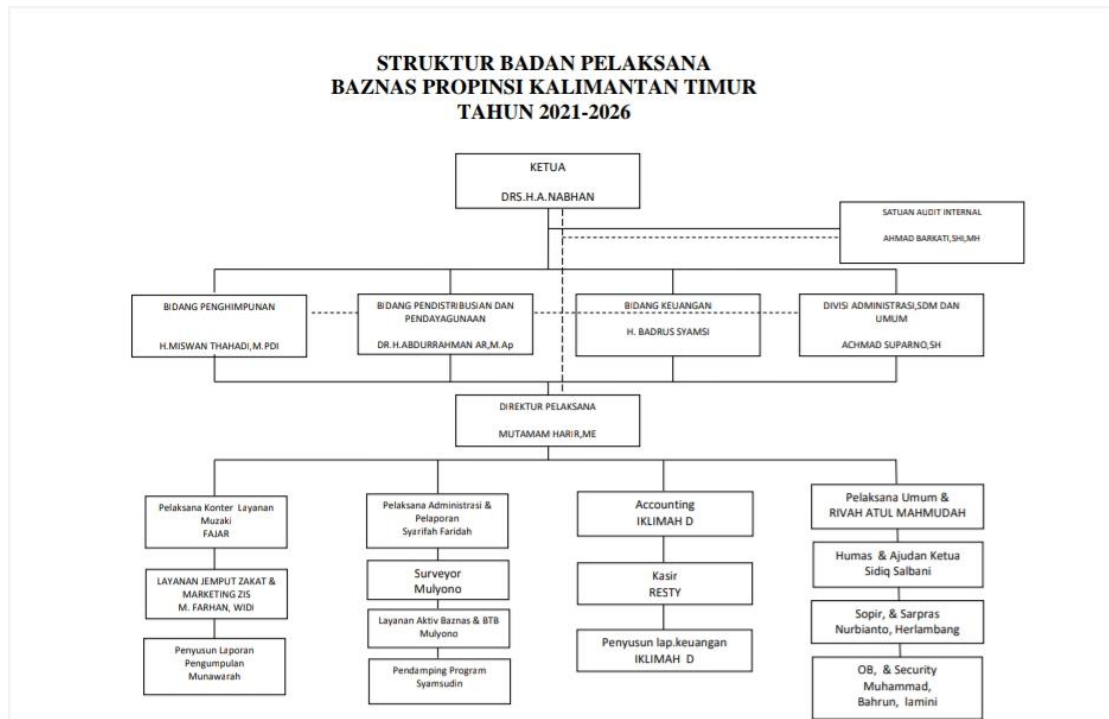 STRUKTUR BADAN PELAKSANA
BAZNAS PROPINSI KALIMANTAN TIMUR
TAHUN 2021-2026
KETUA
DRS.H.A.NABHAN
SATUAN AUDIT INTERNAL
AHMAD BARKATI,SHI,MH
BIDANG PENGHIMPUNAN
H.MISWAN THAHADI,M.PDI
BIDANG PENDISTRIBUSIAN DAN
PENDAYAGUNAAN
DR.H.ABDURRAHMAN AR,M.Ap
BIDANG KEUANGAN
H. BADRUS SYAMSI
DIVISI ADMINISTRASI,SDM DAN
UMUM
ACHMAD SUPARNO,SH
DIREKTUR PELAKSANA
MUTAMAM HARIR,ME
Pelaksana Konter Layanan
Muzaki
FAJAR
LAYANAN JEMPUT ZAKAT &
MARKETING ZIS
M. FARHAN, WIDI
Penyusun Laporan
Pengumpulan
Munawarah
Pelaksana Administrasi &
Pelaporan
Syarifah Faridah
Surveyor
Mulyono
Layanan Aktiv Baznas & BTB
Mulyono
Pendamping Program
Syamsudin
Accounting
IKLIMAH D
Kasir
RESTY
Penyusun lap.keuangan
IKLIMAH D
Pelaksana Umum &
RIVAH ATUL MAHMUDAH
Humas & Ajudan Ketua
Sidiq Salbani
Sopir, & Sarpras
Nurbianto, Herlambang
OB, & Security
Muhammad,
Bahrun, lamini